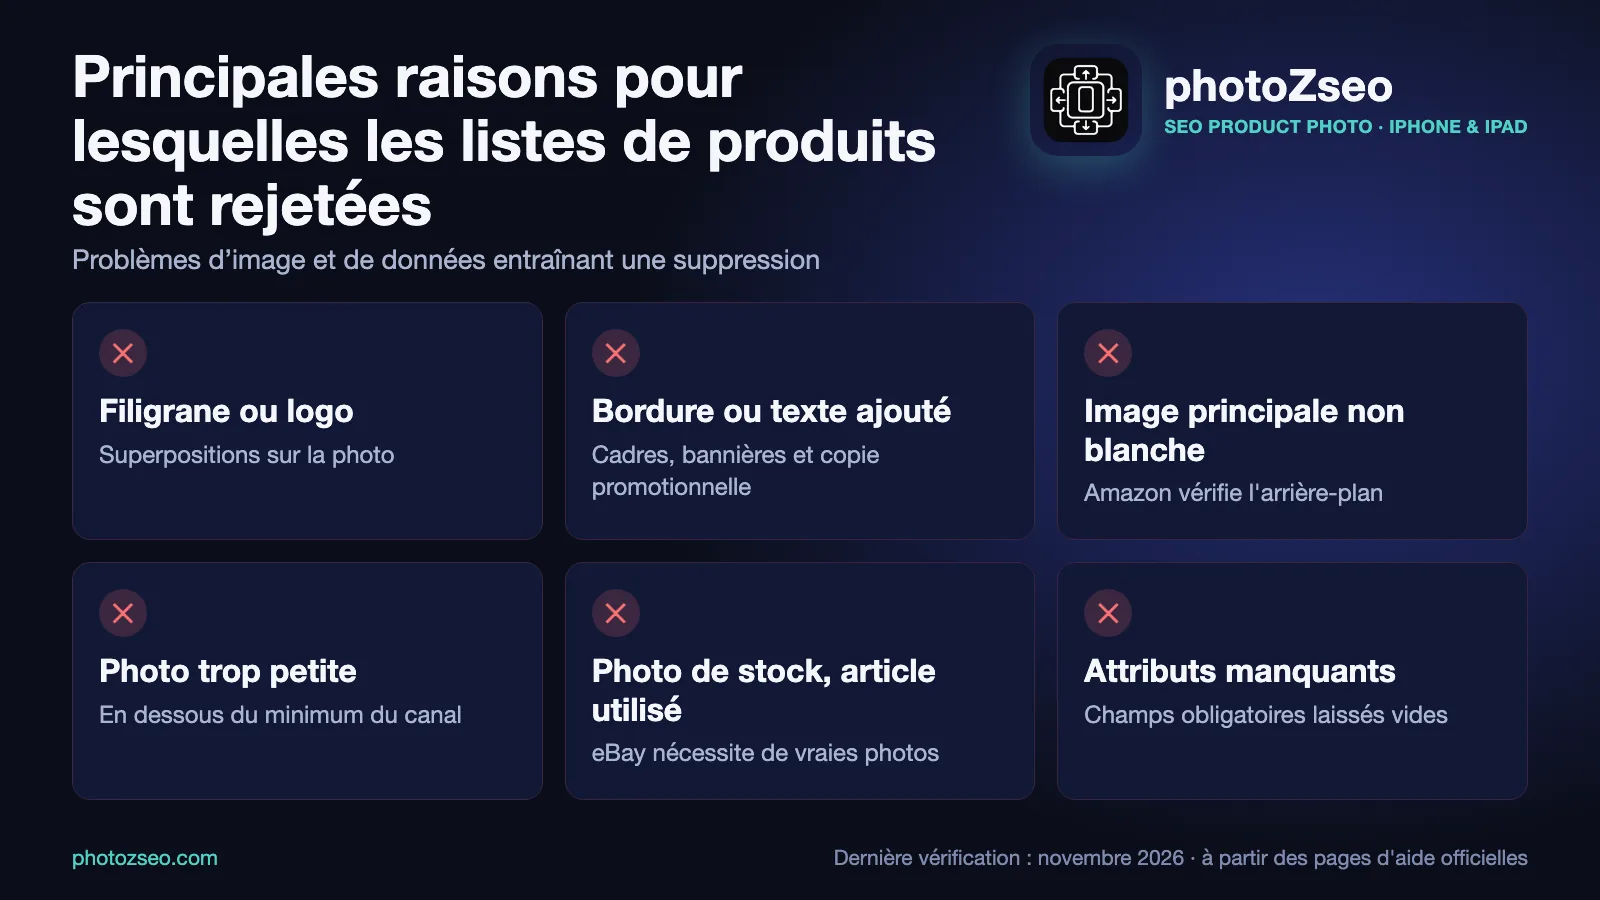 Principales raisons pour
lesquelles les listes de produits
sont rejetées
Problèmes d’image et de données entraînant une suppression
photoZseo
SEO PRODUCT PHOTO · IPHONE & IPAD
Filigrane ou logo
Superpositions sur la photo
Bordure ou texte ajouté
Cadres, bannières et copie
promotionnelle
Image principale non
blanche
Amazon vérifie l'arrière-plan
Photo trop petite
En dessous du minimum du canal
Photo de stock, article
utilisé
eBay nécessite de vraies photos
Attributs manquants
Champs obligatoires laissés vides
photozseo.com
Dernière vérification : novembre 2026 · à partir des pages d'aide officielles